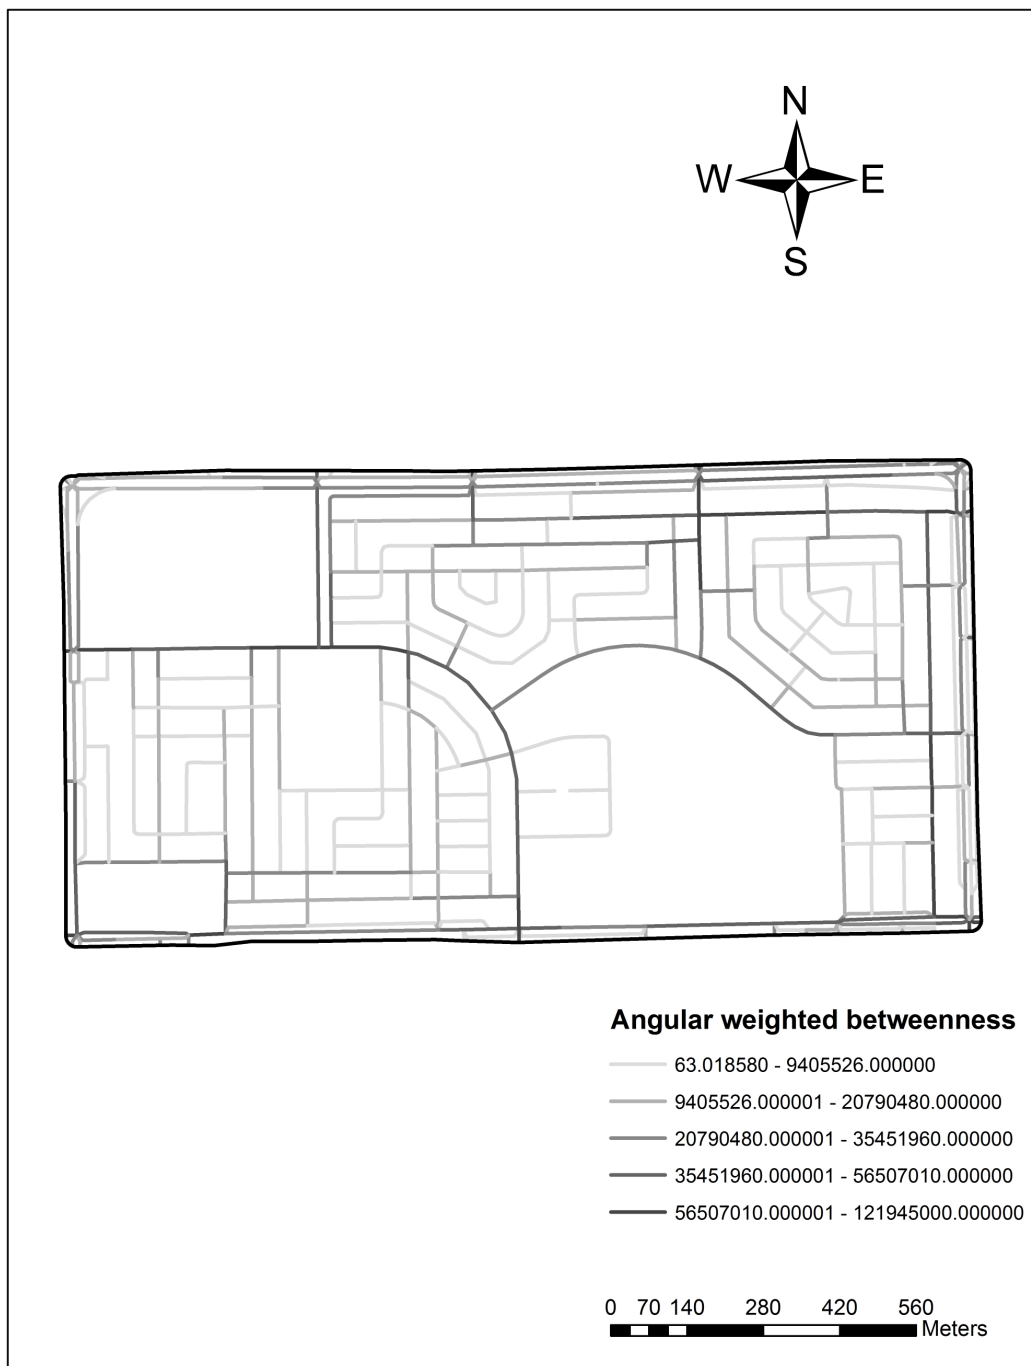 N
W E
S
Angular weighted betweenness
63.018580 - 9405526.000000
9405526.000001 - 20790480.000000
20790480.000001 - 35451960.000000
35451960.000001 - 56507010.000000
56507010.000001 - 121945000.000000
0 70 140 280 420 560
Meters